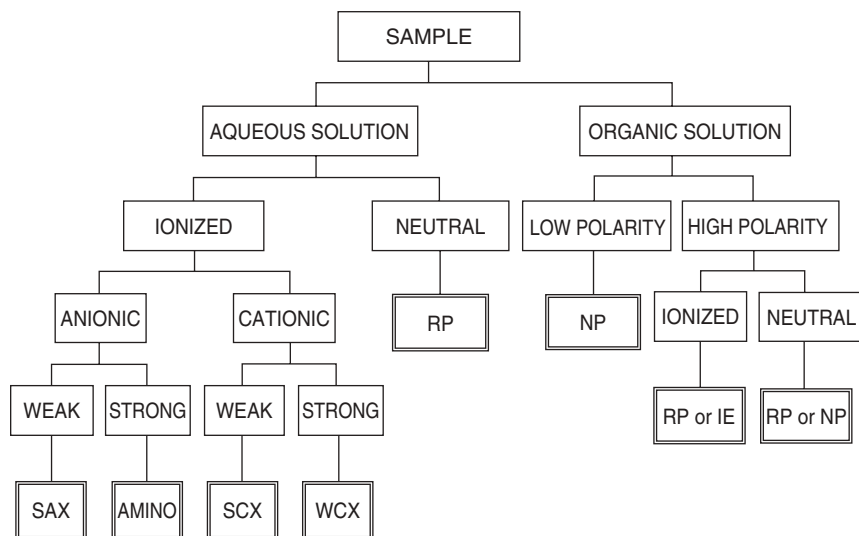 SAMPLE
AQUEOUS SOLUTION
ORGANIC SOLUTION
IONIZED
NEUTRAL
LOW POLARITY
HIGH POLARITY
ANIONIC
CATIONIC
RP
NP
IONIZED
NEUTRAL
WEAK
STRONG
WEAK
STRONG
RP or IE
RP or NP
SAX
AMINO
SCX
WCX